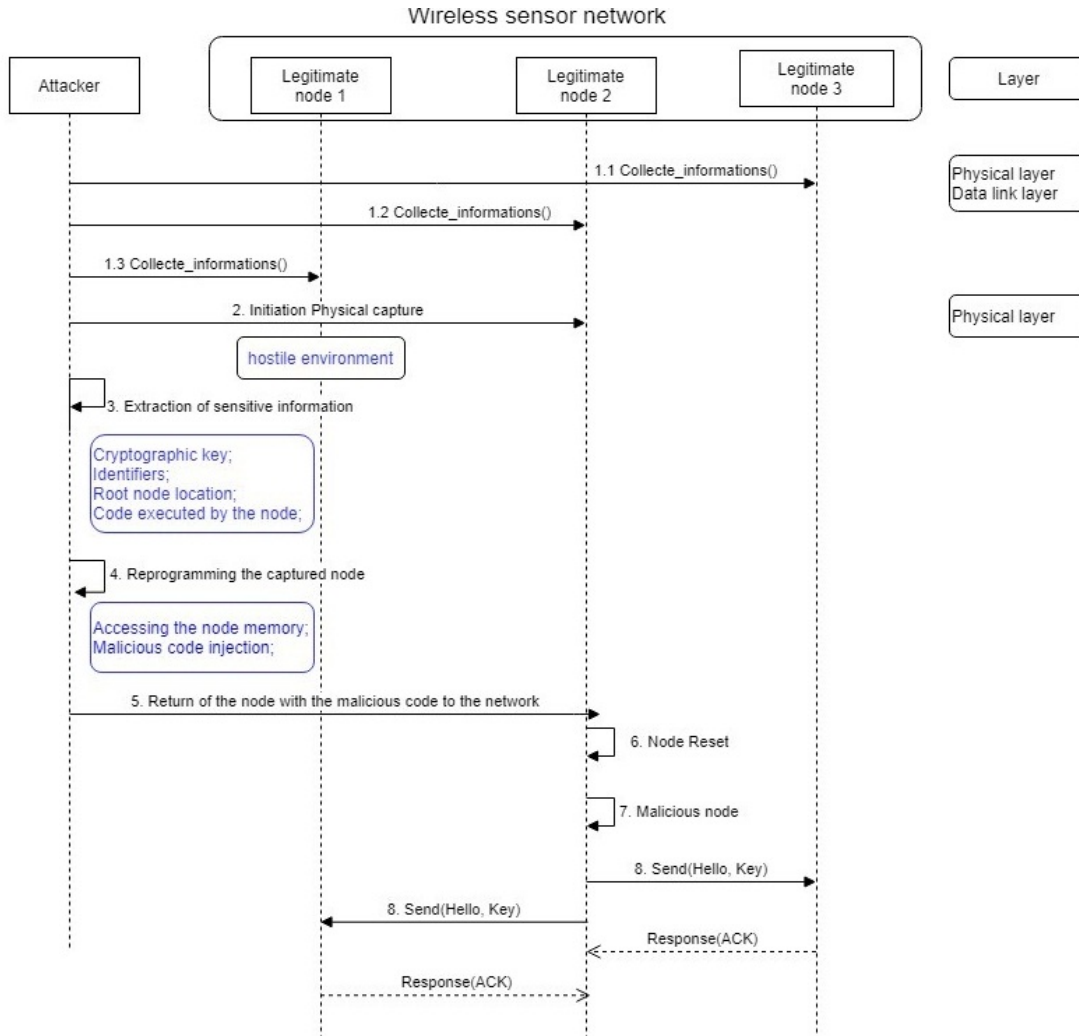 Wireless sensor network
Attacker
Legitimate
node 1
Legitimate
node 2
Legitimate
node 3
Layer
1.1 Collecte_informations()
Physical layer
Data link layer
1.2 Collecte_informations()
1.3 Collecte_informations()
2. Initiation Physical capture
Physical layer
hostile environment
3. Extraction of sensitive information
Cryptographic key;
Identifiers;
Root node location;
Code executed by the node;
4. Reprogramming the captured node
Accessing the node memory;
Malicious code injection;
5. Return of the node with the malicious code to the network
6. Node Reset
7. Malicious node
8. Send(Hello, Key)
8. Send(Hello, Key)
Response(ACK)
Response(ACK)